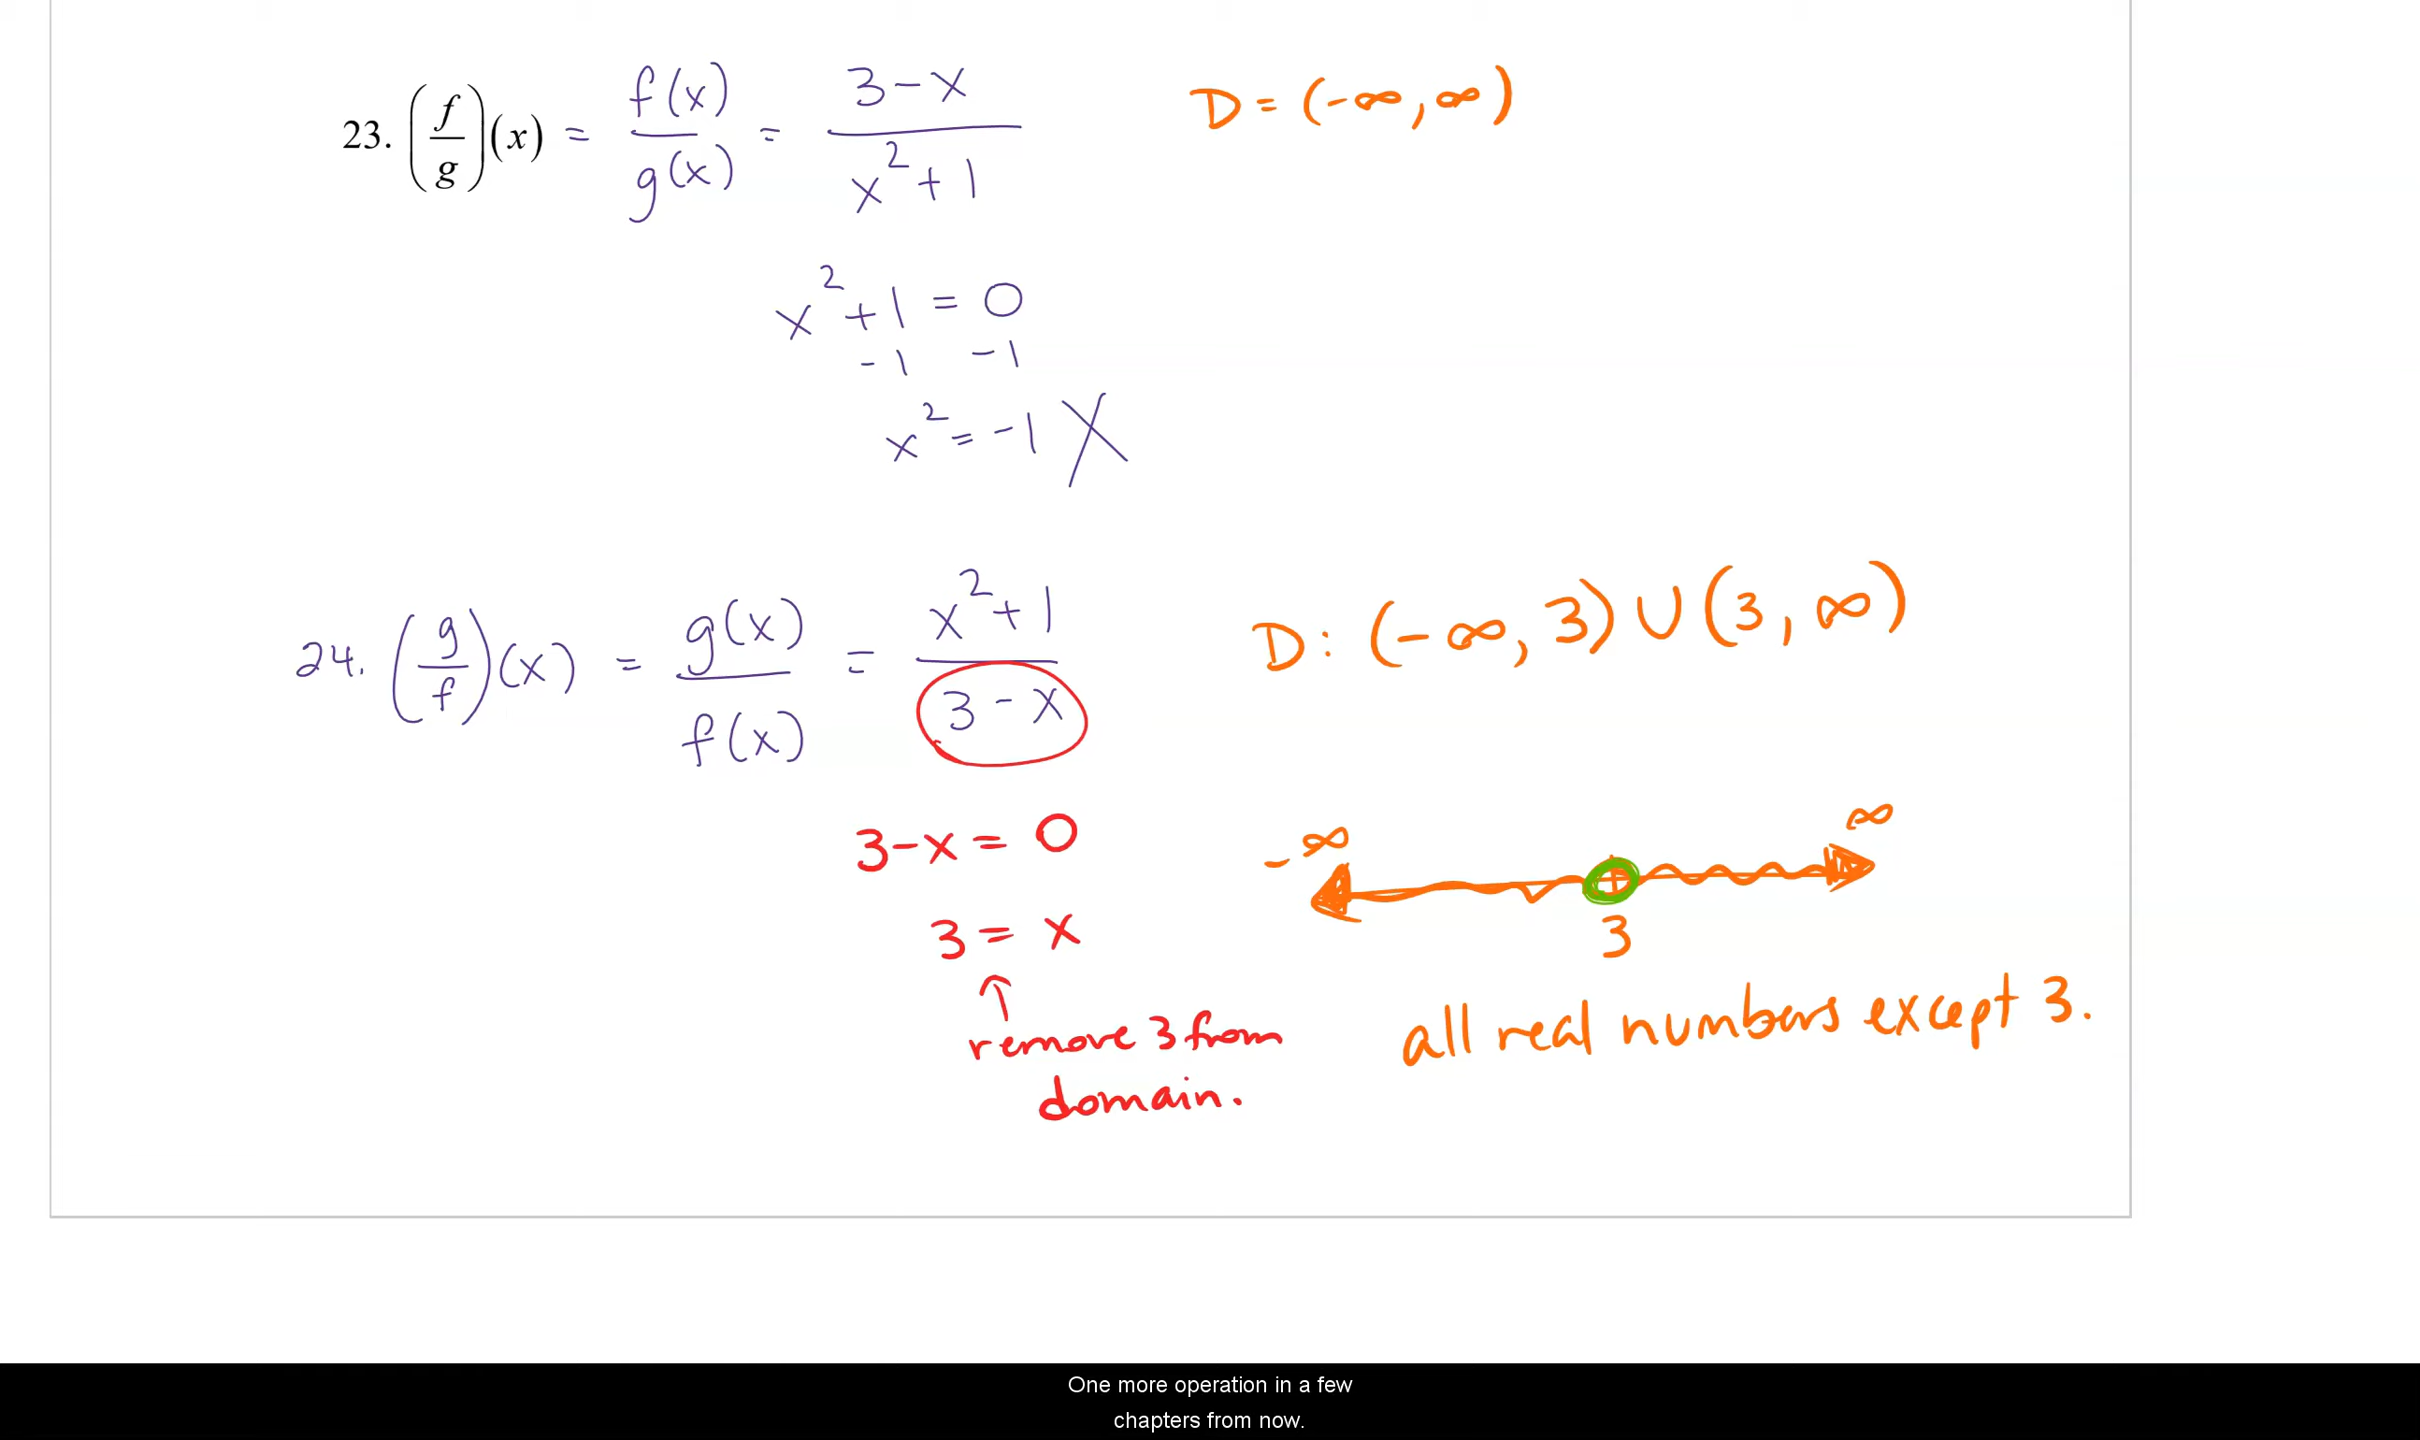 23. (f/g)(x) = f(x)/g(x) = (3-x)/(x²+1)    D = (-∞, ∞)
x²+1 = 0
-1  -1
x² = -1 X
24. (g/f)(x) = g(x)/f(x) = (x²+1)/(3-x)    D: (-∞, 3) ∪ (3, ∞)
3-x = 0
-∞ ∞
3 = x
3
↑
remove 3 from
domain.
all real numbers except 3.
One more operation in a few
chapters from now.